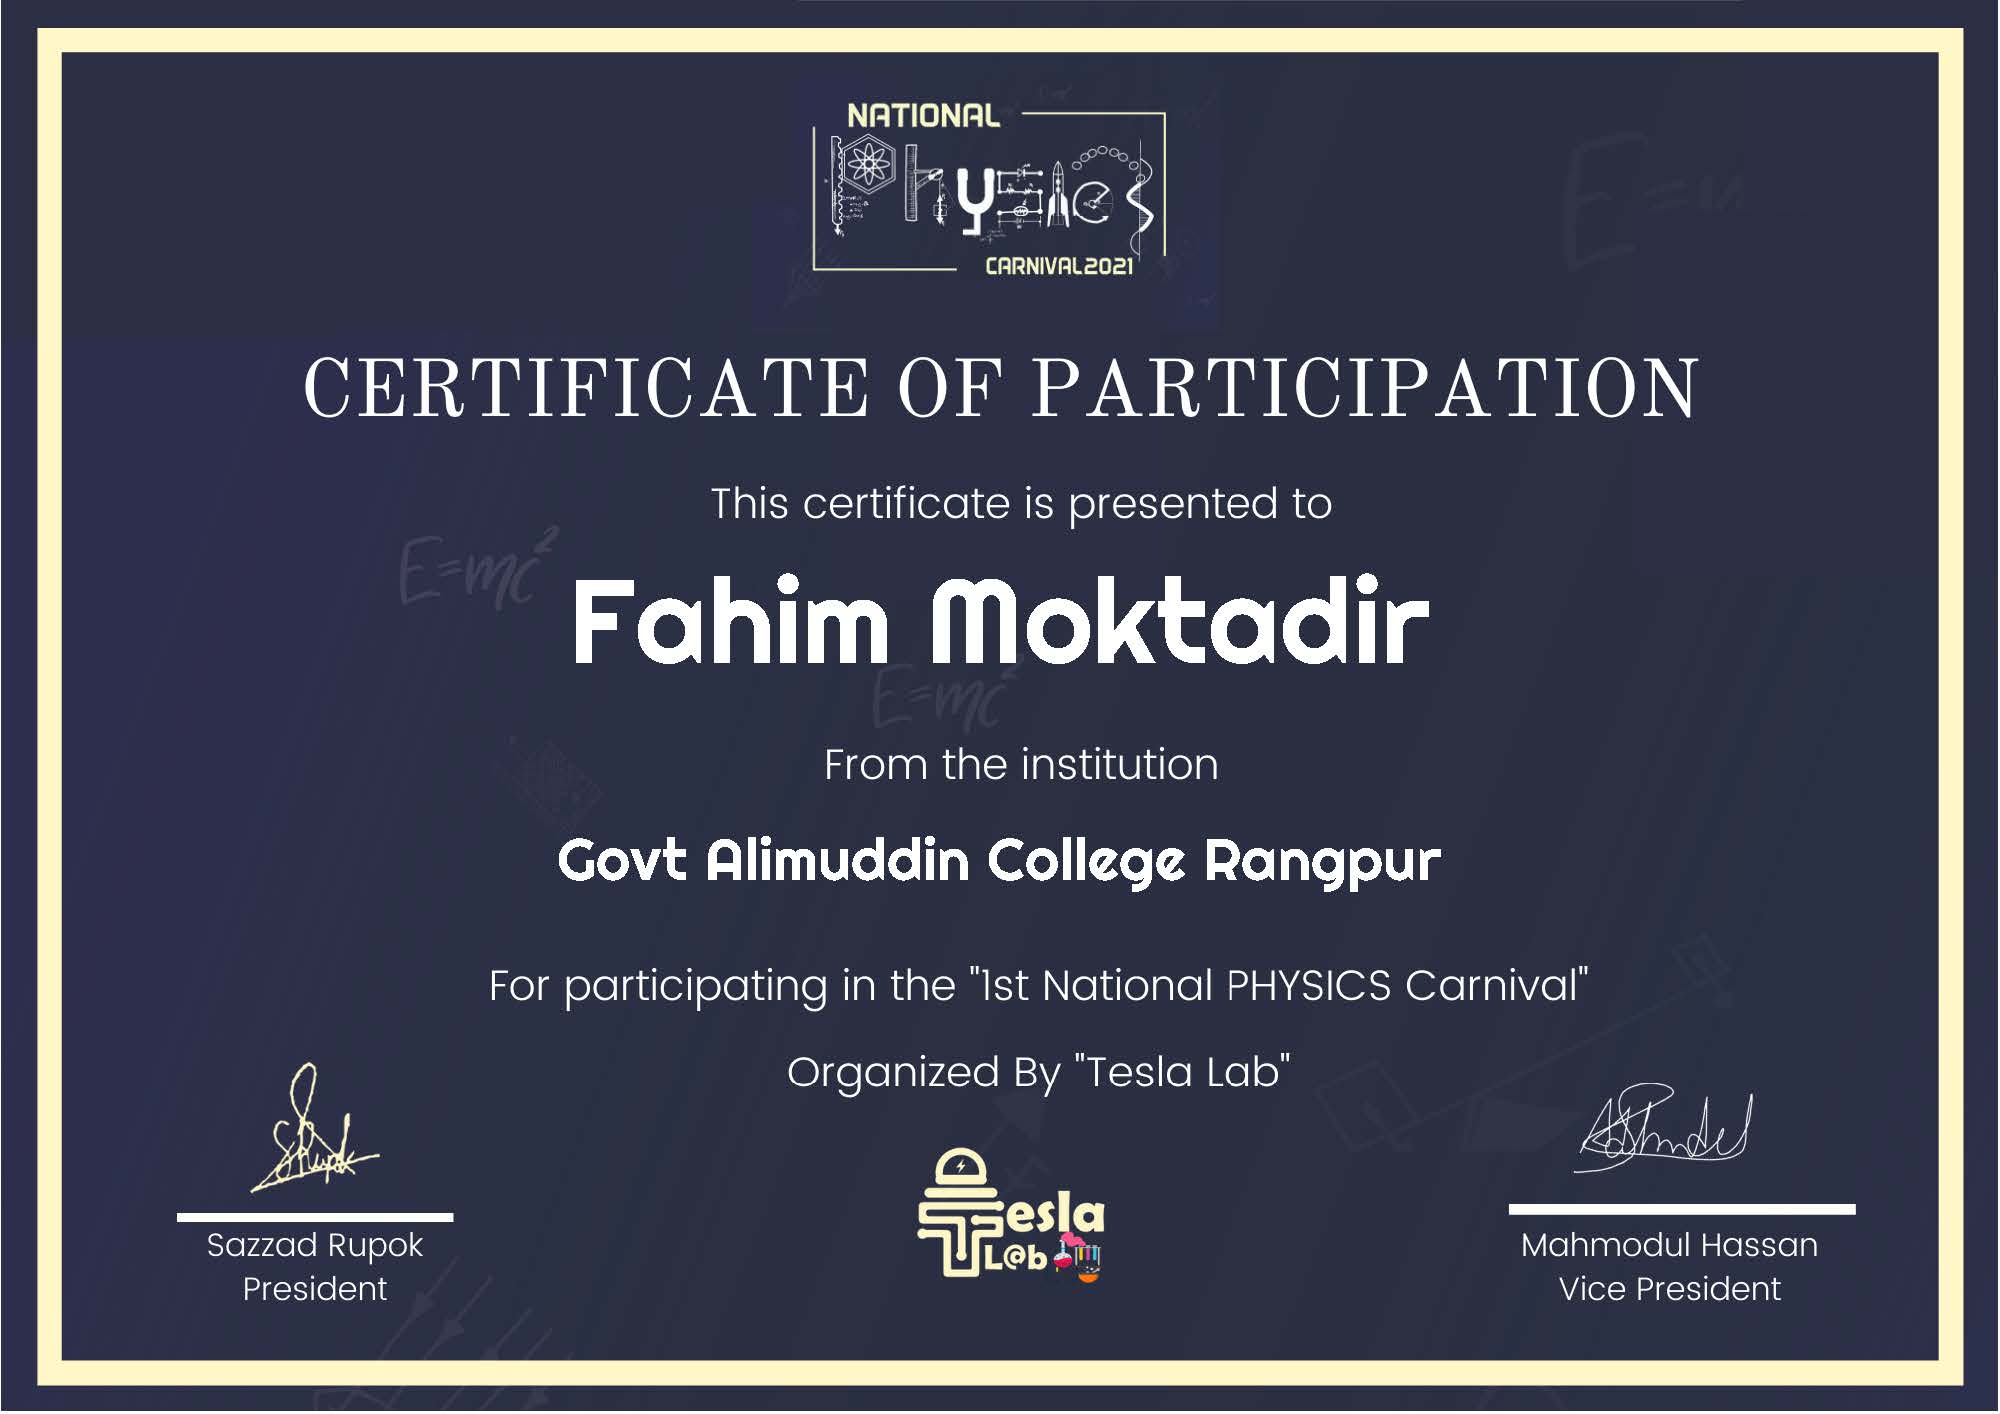 NATIONAL
Physics
CARNIVAL2021
CERTIFICATE OF PARTICIPATION
This certificate is presented to
E=mc²
Fahim Moktadir
E=mc²
From the institution
Govt Alimuddin College Rangpur
For participating in the "1st National PHYSICS Carnival"
Organized By "Tesla Lab"
Tesla
L@b
Sazzad Rupok
President
Mahmodul Hassan
Vice President